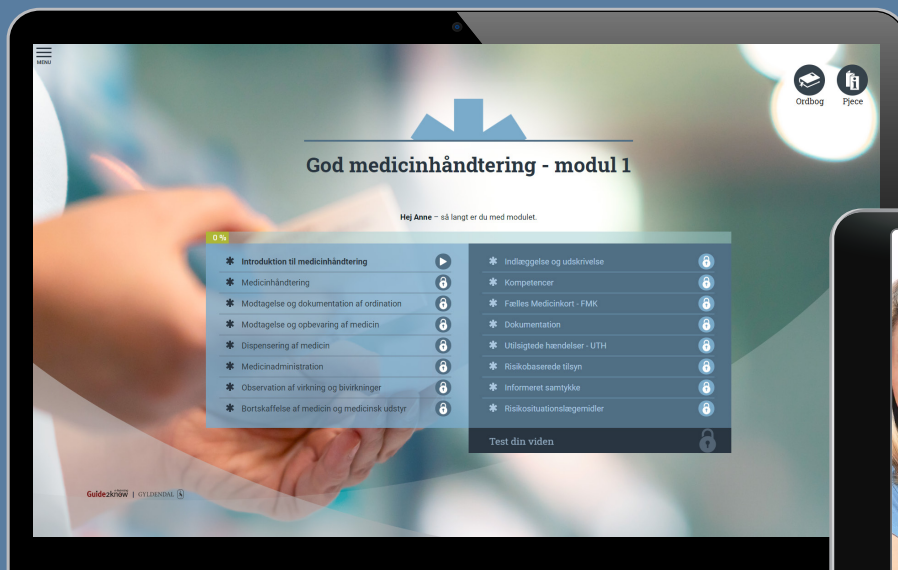 MENU
Ordbog
Pjece
God medicinhåndtering - modul 1
Hej Anne – så langt er du med modulet.
0 %
Introduktion til medicinhåndtering
Medicinhåndtering
Modtagelse og dokumentation af ordination
Modtagelse og opbevaring af medicin
Dispensering af medicin
Medicinadministration
Observation af virkning og bivirkninger
Bortskaffelse af medicin og medicinsk udstyr
Indlæggelse og udskrivelse
Kompetencer
Fælles Medicinkort - FMK
Dokumentation
Utilsigtede hændelser - UTH
Risikobaserede tilsyn
Informeret samtykke
Risikosituationslægemidler
Test din viden
Guide2know | GYLDENDAL